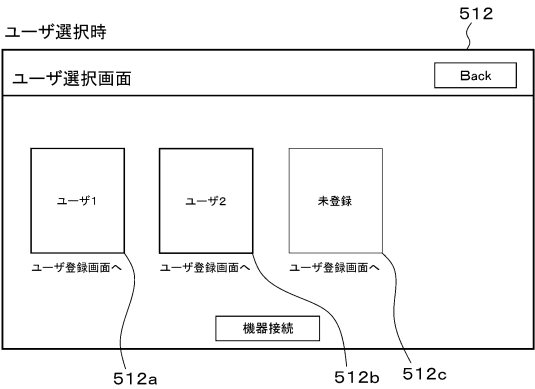 512
ユーザ選択時
ユーザ選択画面
Back
ユーザ1
ユーザ2
未登録
ユーザ登録画面へ
ユーザ登録画面へ
ユーザ登録画面へ
機器接続
512a
512b
512c